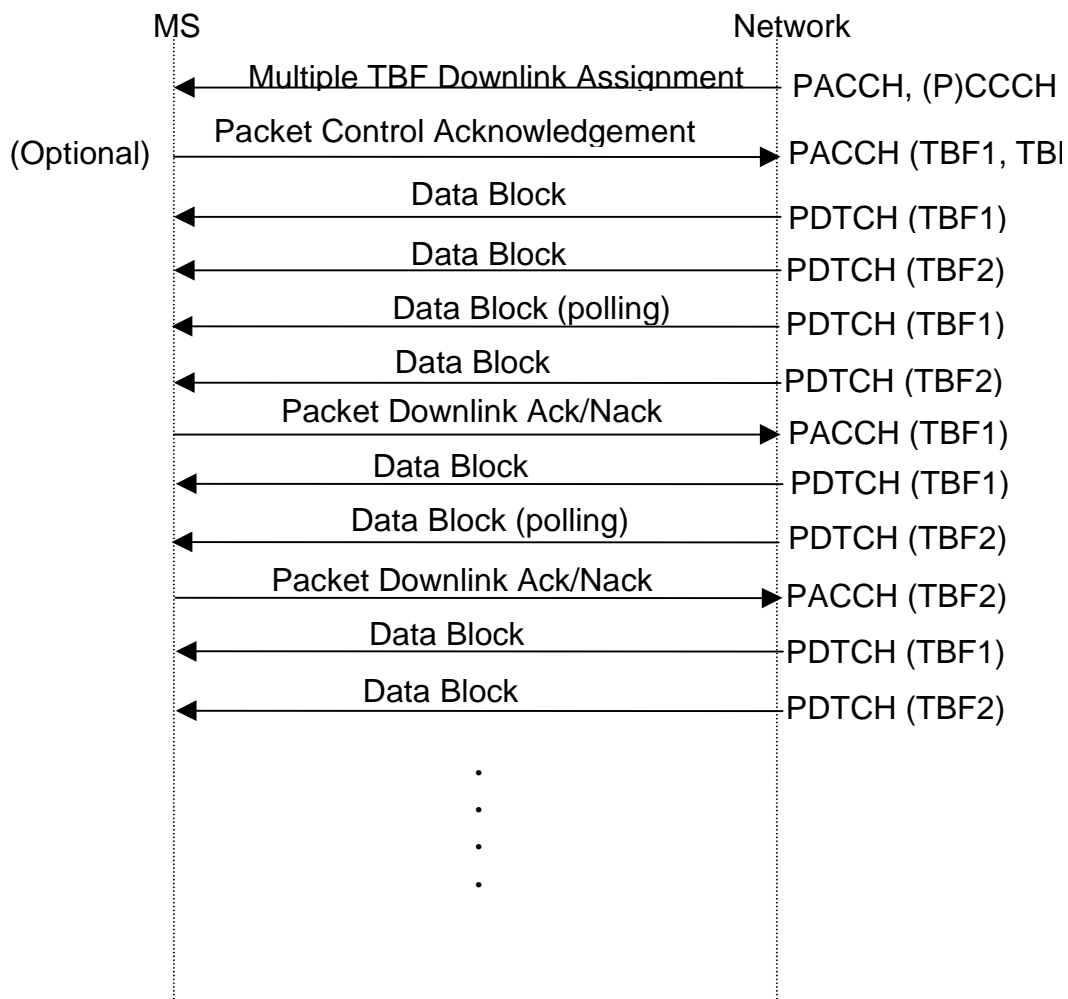 MS Network
Multiple TBF Downlink Assignment PACCH, (P)CCCH
(Optional) Packet Control Acknowledgement PACCH (TBF1,
Data Block PDTCH (TBF1)
Data Block PDTCH (TBF2)
Data Block (polling) PDTCH (TBF1)
Data Block PDTCH (TBF2)
Packet Downlink Ack/Nack PACCH (TBF1)
Data Block PDTCH (TBF1)
Data Block (polling) PDTCH (TBF2)
Packet Downlink Ack/Nack PACCH (TBF2)
Data Block PDTCH (TBF1)
Data Block PDTCH (TBF2)